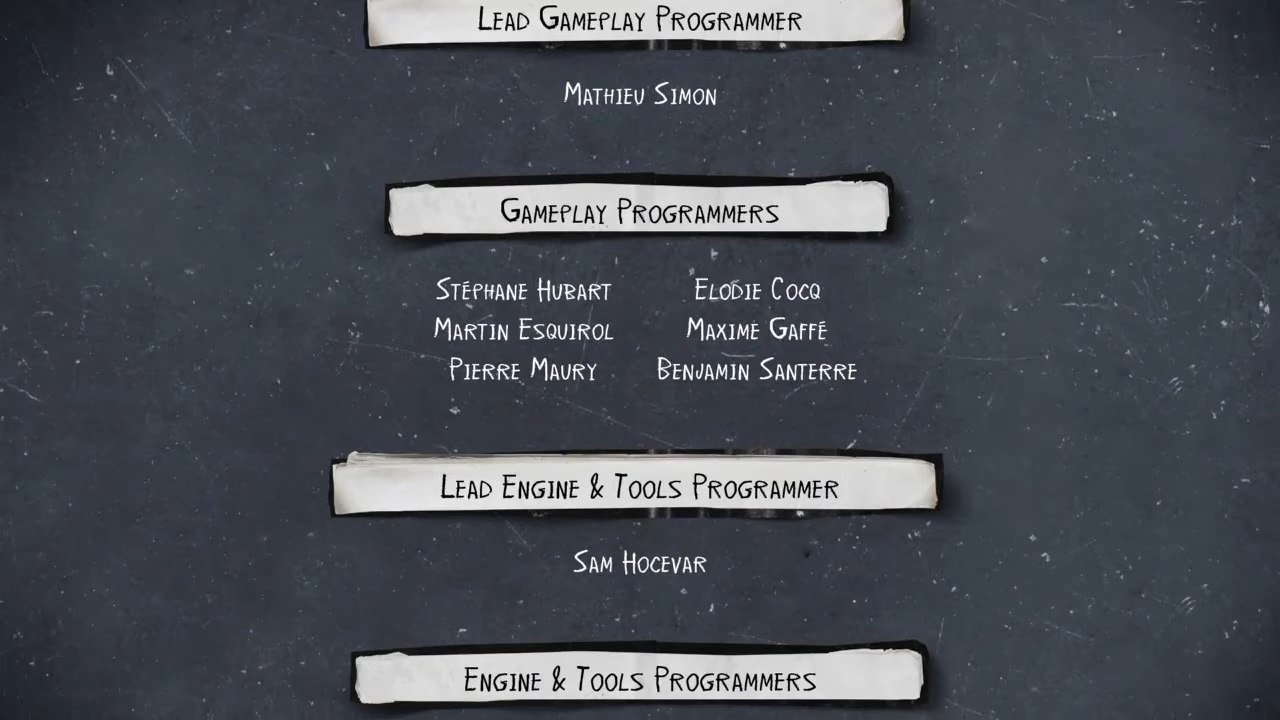 Lead Gameplay Programmer
Mathieu Simon
Gameplay Programmers
Stéphane Hubart Elodie Cocq
Martin Esquirol Maxime Gaffé
Pierre Maury Benjamin Santerre
Lead Engine & Tools Programmer
Sam Hocevar
Engine & Tools Programmers